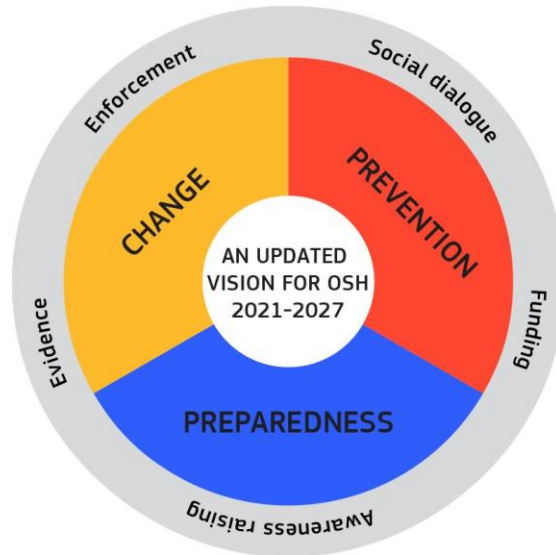 Enforcement
Social dialogue
CHANGE
PREVENTION
AN UPDATED
VISION FOR OSH
2021-2027
Evidence
Funding
PREPAREDNESS
Awareness raising